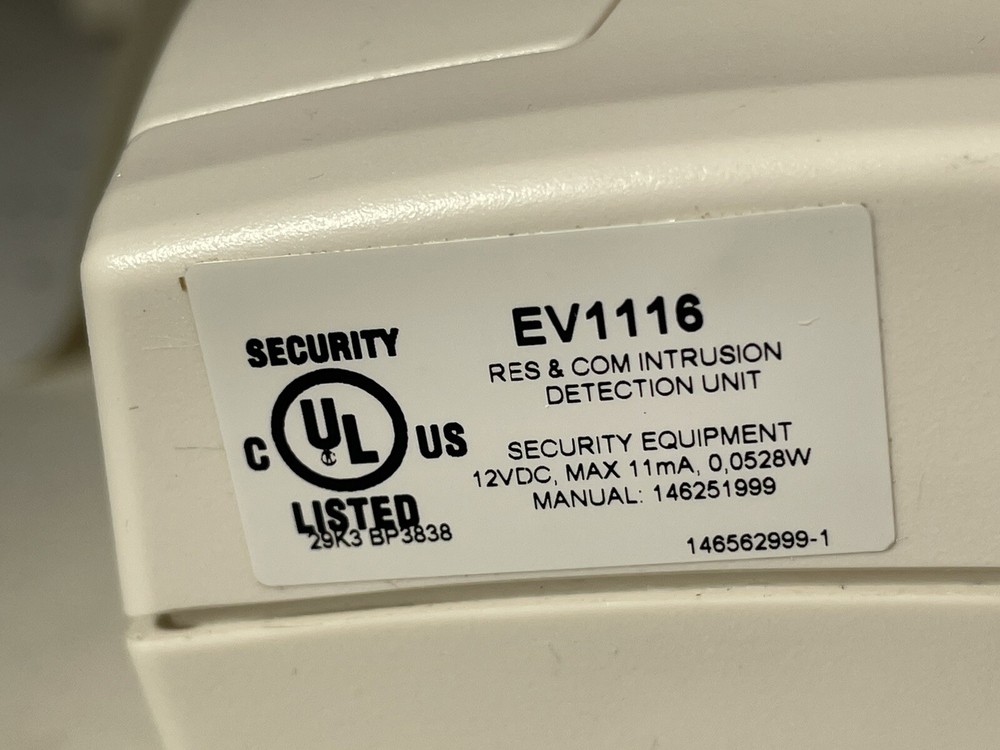 SECURITY
C UL US
LISTED
29K3 BP3838
EV1116
RES & COM INTRUSION
DETECTION UNIT
SECURITY EQUIPMENT
12VDC, MAX 11mA, 0,0528W
MANUAL: 146251999
146562999-1